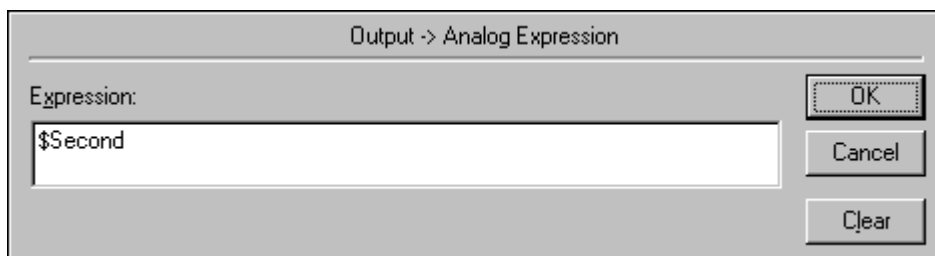 Output -> Analog Expression
Expression:
OK
$Second
Cancel
Clear